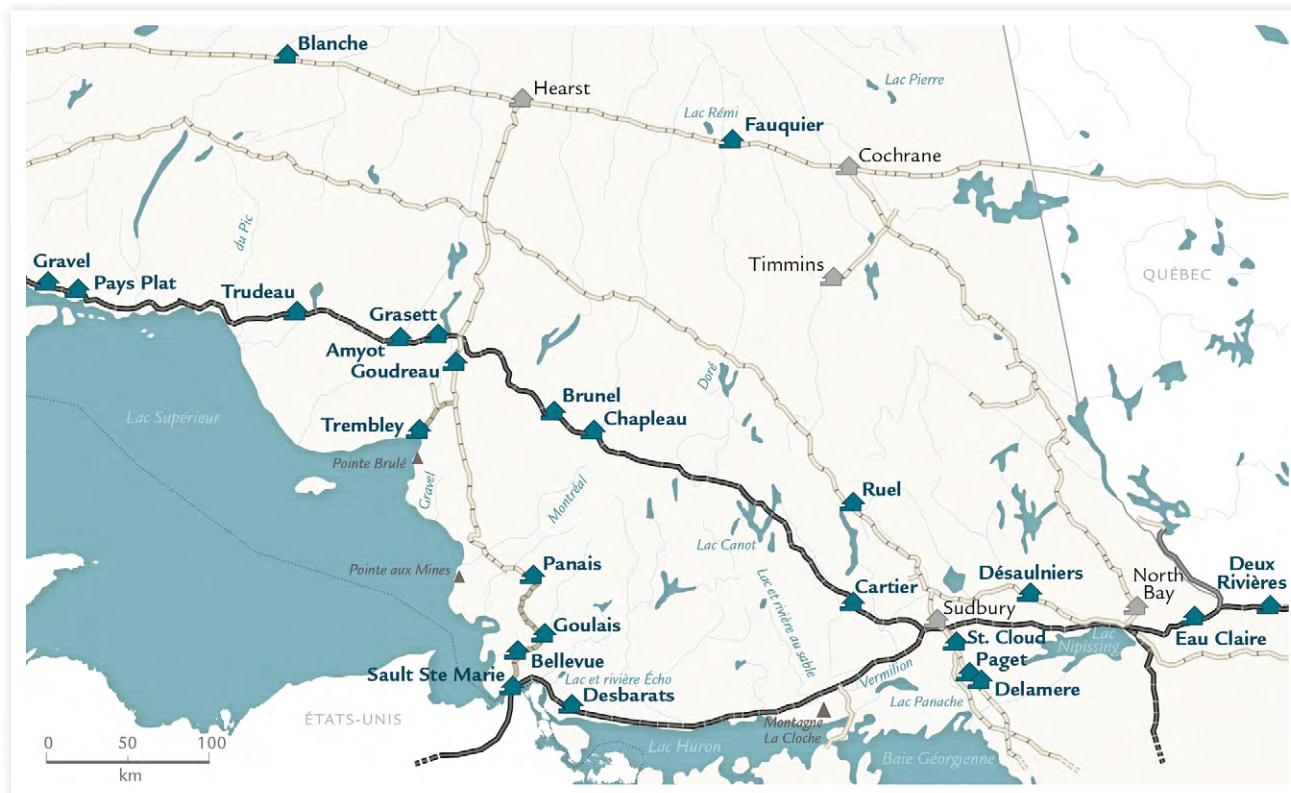 Blanche
Hearst
Lac Pierre
Lac Rémi
Fauquier
Cochrane
du Pic
Gravel
Pays Plat
Trudeau
Timmins
QUÉBEC
Grasett
Amyot
Goudreau
Doré
Brunel
Chapleau
Lac Supérieur
Trembley
Pointe Brulé
Gravel
Montréal
Ruel
Lac Canot
Pointe aux Mines
Panais
Lac et rivière au sable
Cartier
Désaulniers
North
Bay
Deux
Rivières
Sudbury
Goulais
St. Cloud
Lac
Nipissing
Eau Claire
Bellevue
Paget
Sault Ste Marie
Lac et rivière Écho
Vermilion
Delamere
Desbarats
Lac Panache
ÉTATS-UNIS
Montagne
La Cloche
Lac Huron
Baie Géorgienne
0 50 100
km